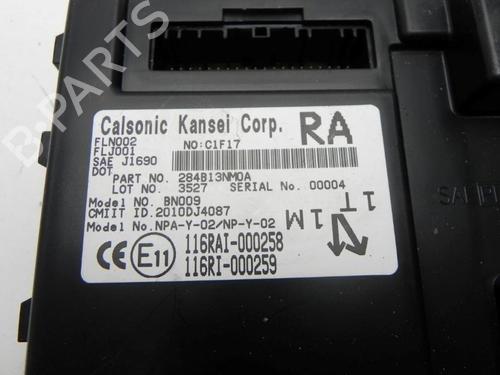 Calsonic Kansei Corp. RA
FLN002 NO:C1F17
FLJ001
SAE J1690
DOT
PART NO. 284B13NM0A 1T
LOT NO. 3527 SERIAL No. 00004
Model No. BN009 1M
CMIIT ID.2010DJ4087
Model No.NPA-Y-02/NP-Y-02
CE E11 116RAI-000258
116RI-000259